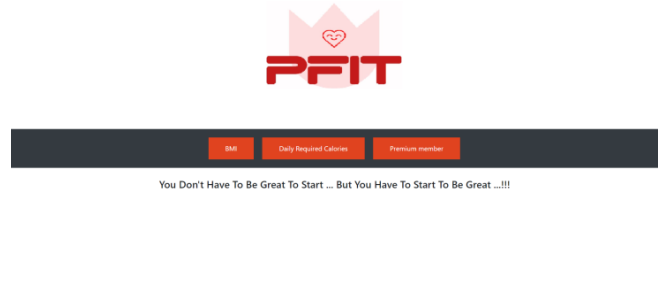 PFIT
BMI
Daily Required Calories
Premium member
You Don't Have To Be Great To Start ... But You Have To Start To Be Great ...!!!